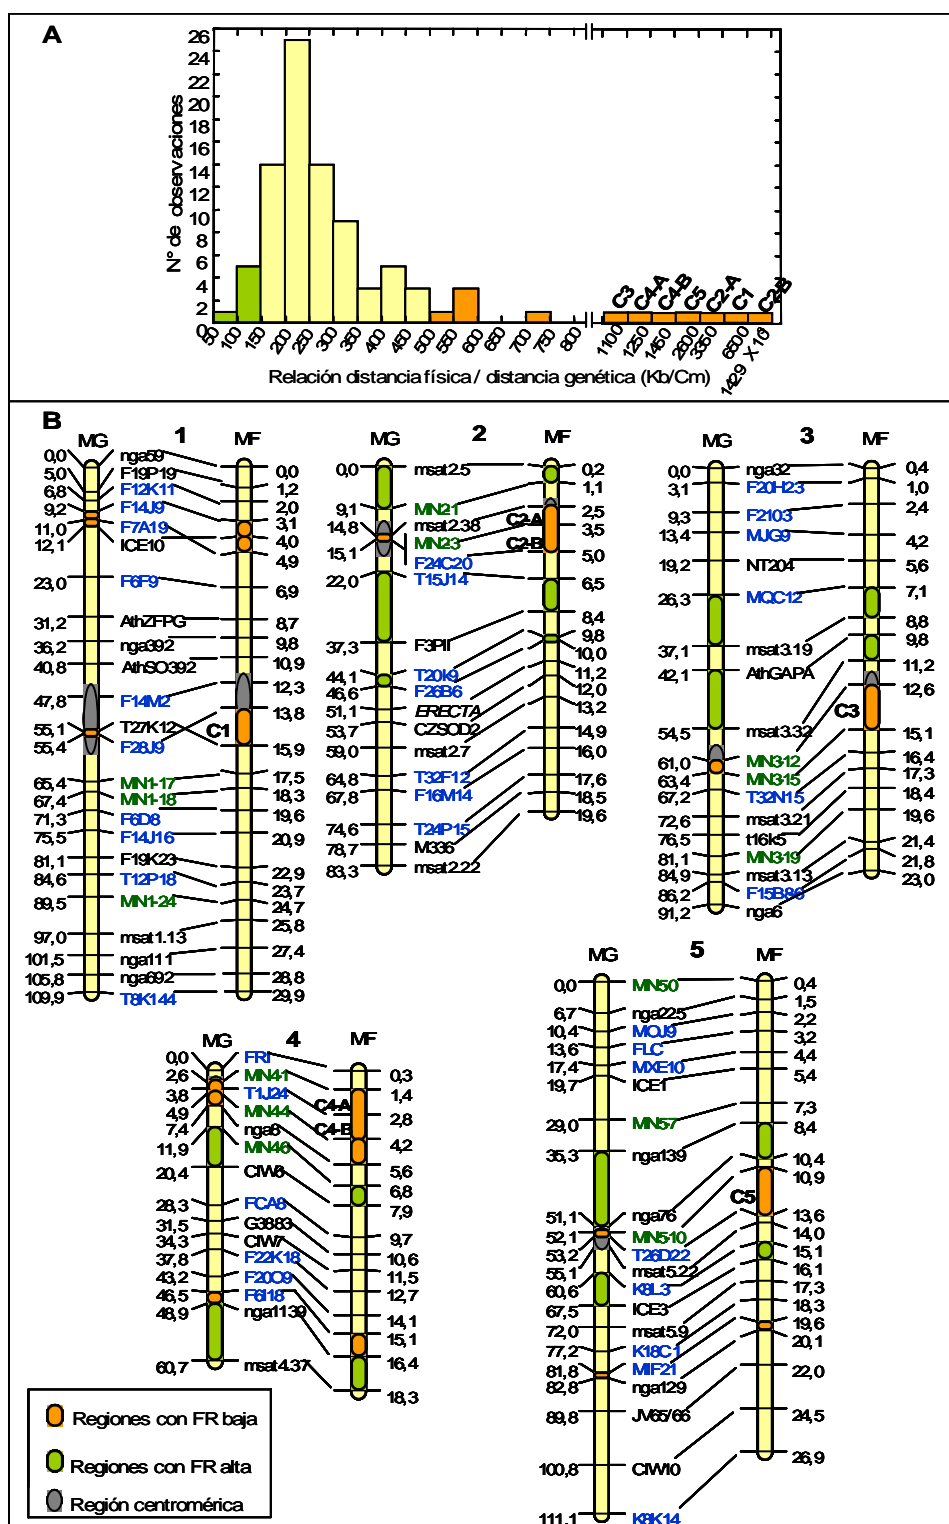 A
Nº de observaciones
26
24
22
20
18
16
14
12
10
8
6
4
2
0
50 100 150 200 250 300 350 400 450 500 550 600 700 750 800 1100 1250 1450 2600 3350 6500
C3 C4-A C4-B C5 C2-A C1 C2-B
Relación distancia física / distancia genética (Kb/Cm)
B
MG 1 MF
0,0 nga59 0,0
5,0 F19P19 1,2
6,8 F12K11 2,0
9,2 F14J9 3,1
11,0 F7A19 4,0
12,1 ICE10 4,9
23,0 F6F9 6,9
31,2 AthZFPG 8,7
36,2 nga392 9,8
40,8 AthSO392 10,9
47,8 F14M2 12,3
55,1 T27K12 C1 13,8
55,4 F28J9 15,9
65,4 MN1-17 17,5
67,4 MN1-18 18,3
71,3 F6D8 19,6
75,5 F14J16 20,9
81,1 F19K23 22,9
84,6 T12P18 23,7
89,5 MN1-24 24,7
97,0 msat1.13 25,8
101,5 nga111 27,4
105,8 nga692 28,8
109,9 T8K144 29,9
MG 2 MF
0,0 msat2.5 0,2
9,1 MN21 1,1
14,8 msat2.38 C2-A 2,5
15,1 MN23 C2-B 3,5
F24C20 5,0
22,0 T15J14 6,5
37,3 F3PII 8,4
44,1 T20k9 9,8
46,6 F26B6 10,0
51,1 ERECTA 11,2
53,7 CZSOD2 12,0
59,0 msat2.7 13,2
64,8 T32F12 14,9
67,8 F16M14 16,0
74,6 T24P15 17,6
78,7 M336 18,5
83,3 msat2.22 19,6
MG 3 MF
0,0 nga32 0,4
3,1 F20H23 1,0
9,3 F2103 2,4
13,4 MJG9 4,2
19,2 NT204 5,6
26,3 MQC12 7,1
37,1 msat3.19 8,8
42,1 AthGAPA 9,8
54,5 msat3.32 11,2
61,0 MN3-12 12,6
63,4 MN3-15 C3 15,1
67,2 T32N15 16,4
72,6 msat3.21 17,3
76,5 t16k5 18,4
81,1 MN3-19 19,6
84,9 msat3.13 21,4
86,2 F15B86 21,8
91,2 nga6 23,0
4
MG MF
0,0 FRI 0,3
2,6 MN41 1,4
3,8 T1J24 C4-A 2,8
4,9 MN44 C4-B 4,2
7,4 nga8 5,6
11,9 MN46 6,8
20,4 CIW6 7,9
28,3 FCA8 9,7
31,5 G3883 10,6
34,3 CIW7 11,5
37,8 F22K18 12,7
43,2 F20O9 14,1
46,5 F6I18 15,1
48,9 nga1139 16,4
60,7 msat4.37 18,3
MG 5 MF
0,0 MN50 0,4
6,7 nga225 1,5
10,4 MOJ9 2,2
13,6 FLC 3,2
17,4 MXE10 4,4
19,7 ICE1 5,4
29,0 MN57 7,3
35,3 nga139 8,4
51,1 nga76 10,4
52,1 MN5-10 C5 10,9
53,2 T26D22 13,6
55,1 msat5.22 14,0
60,6 K8L3 15,1
67,5 ICE3 16,1
72,0 msat5.9 17,3
77,2 K18C1 18,3
81,8 MIF21 19,6
82,8 nga129 20,1
89,8 JV65/66 22,0
100,8 CIW10 24,5
111,1 K8K14 26,9
Regiones con FR baja
Regiones con FR alta
Región centromérica